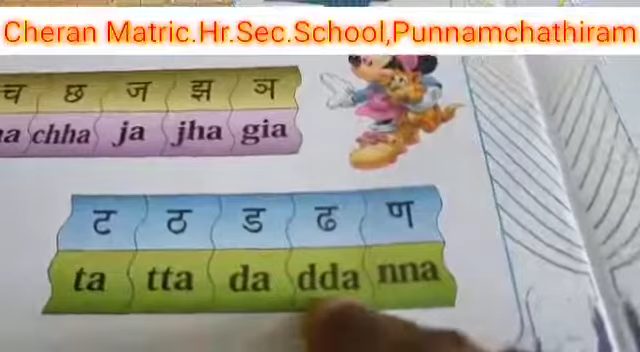 Cheran Matric.Hr.Sec.School,Punnamchathiram
च छ ज झ ञ
chha ja jha gia
ट ठ ड ढ ण
ta tta da dda nna